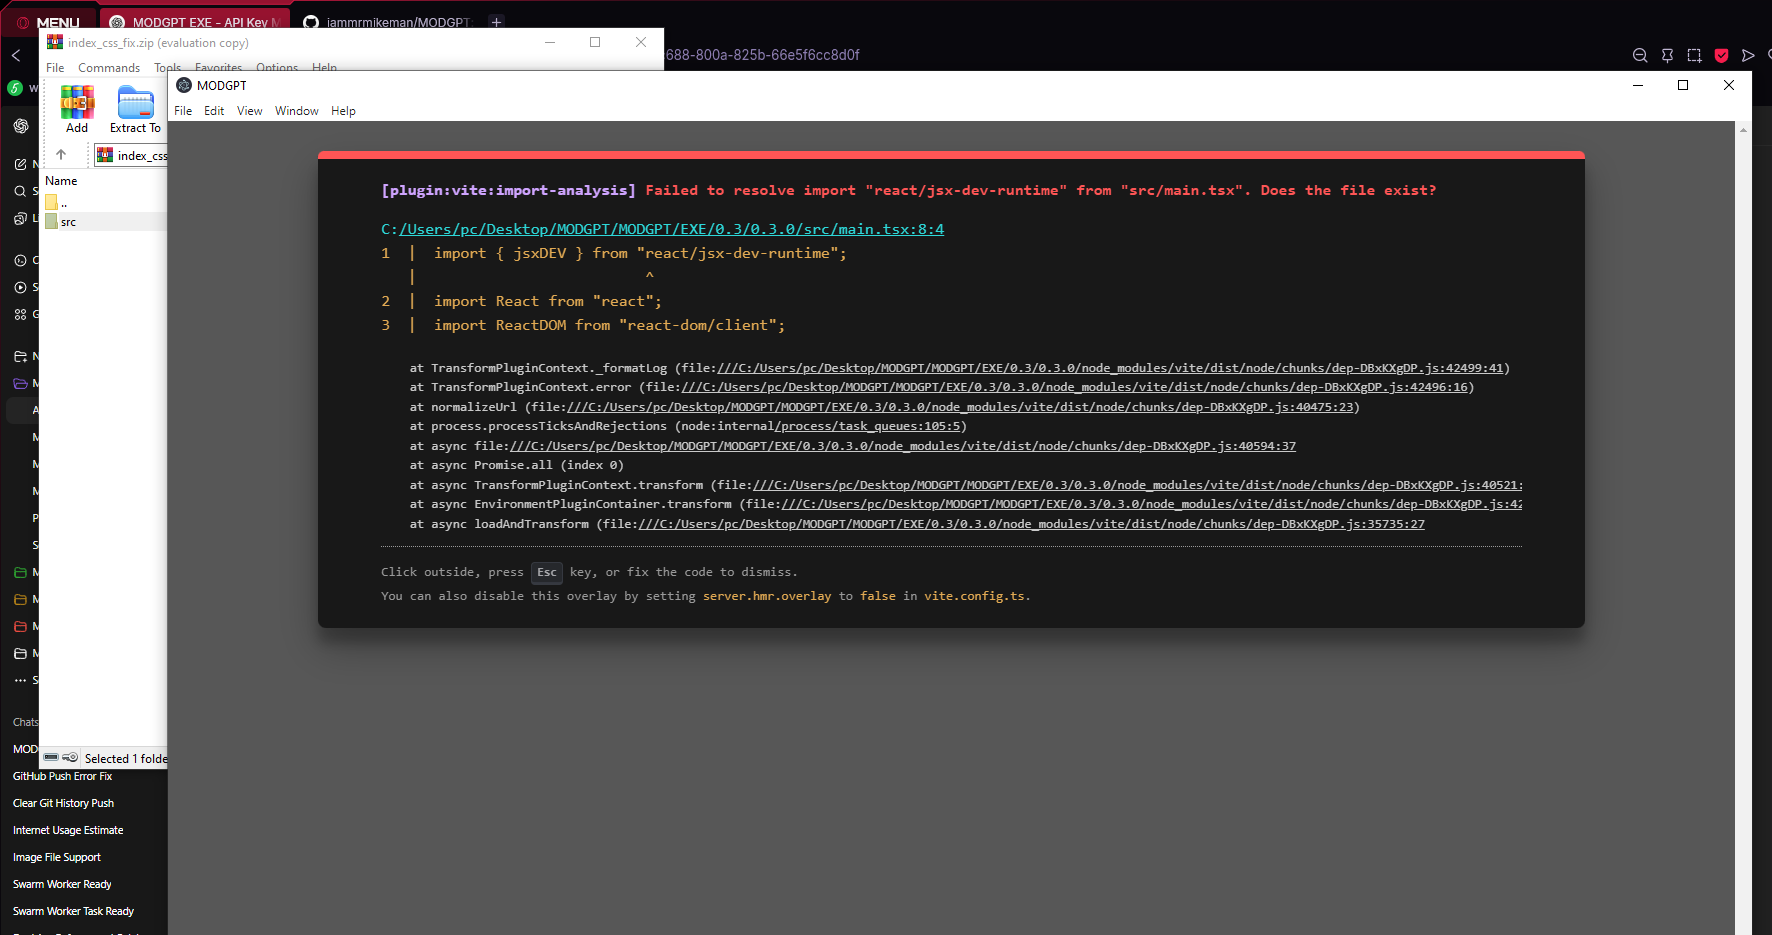 MENU
MODGPT EXE - API Key M
iammrmikeman/MODGPT:
688-800a-825b-66e5f6cc8d0f
index_css_fix.zip (evaluation copy)
File Commands Tools Favorites Options Help
Add
Extract To
index_css
Name
..
src
Selected 1 folde
MODGPT
File Edit View Window Help
[plugin:vite:import-analysis] Failed to resolve import "react/jsx-dev-runtime" from "src/main.tsx". Does the file exist?
C:/Users/pc/Desktop/MODGPT/MODGPT/EXE/0.3/0.3.0/src/main.tsx:8:4
1 | import { jsxDEV } from "react/jsx-dev-runtime";
| ^
2 | import React from "react";
3 | import ReactDOM from "react-dom/client";
at TransformPluginContext._formatLog (file:///C:/Users/pc/Desktop/MODGPT/MODGPT/EXE/0.3/0.3.0/node_modules/vite/dist/node/chunks/dep-DBxKXgDP.js:42499:41)
at TransformPluginContext.error (file:///C:/Users/pc/Desktop/MODGPT/MODGPT/EXE/0.3/0.3.0/node_modules/vite/dist/node/chunks/dep-DBxKXgDP.js:42496:16)
at normalizeUrl (file:///C:/Users/pc/Desktop/MODGPT/MODGPT/EXE/0.3/0.3.0/node_modules/vite/dist/node/chunks/dep-DBxKXgDP.js:40475:23)
at process.processTicksAndRejections (node:internal/process/task_queues:105:5)
at async file:///C:/Users/pc/Desktop/MODGPT/MODGPT/EXE/0.3/0.3.0/node_modules/vite/dist/node/chunks/dep-DBxKXgDP.js:40594:37
at async Promise.all (index 0)
at async TransformPluginContext.transform (file:///C:/Users/pc/Desktop/MODGPT/MODGPT/EXE/0.3/0.3.0/node_modules/vite/dist/node/chunks/dep-DBxKXgDP.js:40521:
at async EnvironmentPluginContainer.transform (file:///C:/Users/pc/Desktop/MODGPT/MODGPT/EXE/0.3/0.3.0/node_modules/vite/dist/node/chunks/dep-DBxKXgDP.js:42
at async loadAndTransform (file:///C:/Users/pc/Desktop/MODGPT/MODGPT/EXE/0.3/0.3.0/node_modules/vite/dist/node/chunks/dep-DBxKXgDP.js:35735:27
Click outside, press Esc key, or fix the code to dismiss.
You can also disable this overlay by setting server.hmr.overlay to false in vite.config.ts.
Chats
MOD
GitHub Push Error Fix
Clear Git History Push
Internet Usage Estimate
Image File Support
Swarm Worker Ready
Swarm Worker Task Ready